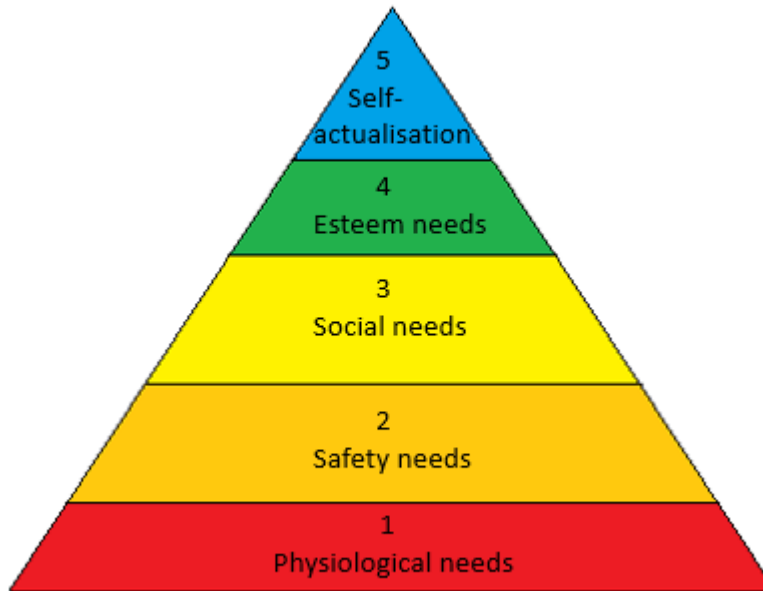 5
Self-
actualisation
4
Esteem needs
3
Social needs
2
Safety needs
1
Physiological needs